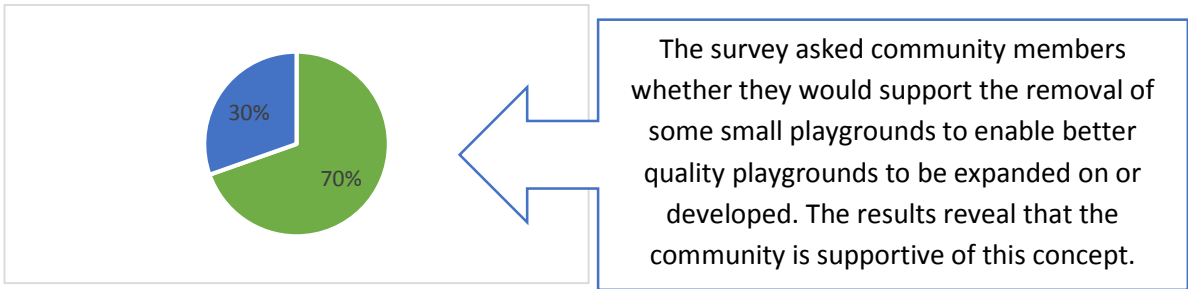 30%
70%
The survey asked community members
whether they would support the removal of
some small playgrounds to enable better
quality playgrounds to be expanded on or
developed. The results reveal that the
community is supportive of this concept.